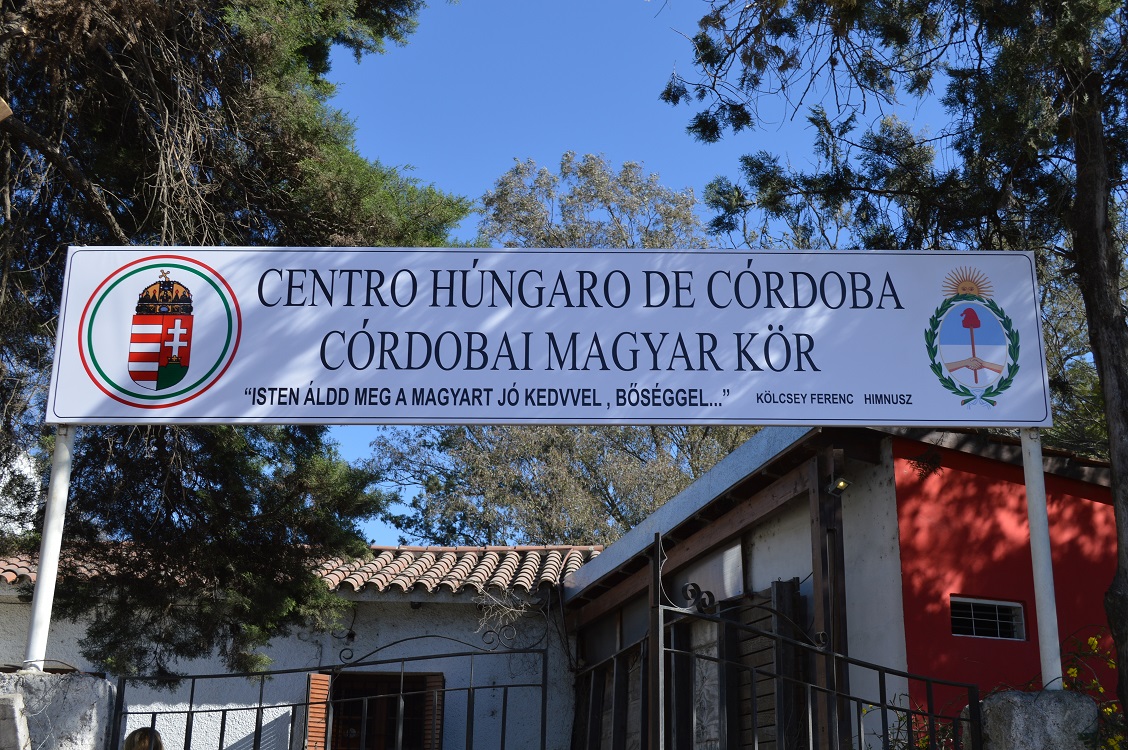 CENTRO HÚNGARO DE CÓRDOBA
CÓRDOBAI MAGYAR KÖR
“ISTEN ÁLDD MEG A MAGYART JÓ KEDVVEL , BŐSÉGGEL...” KÖLCSEY FERENC HIMNUSZ